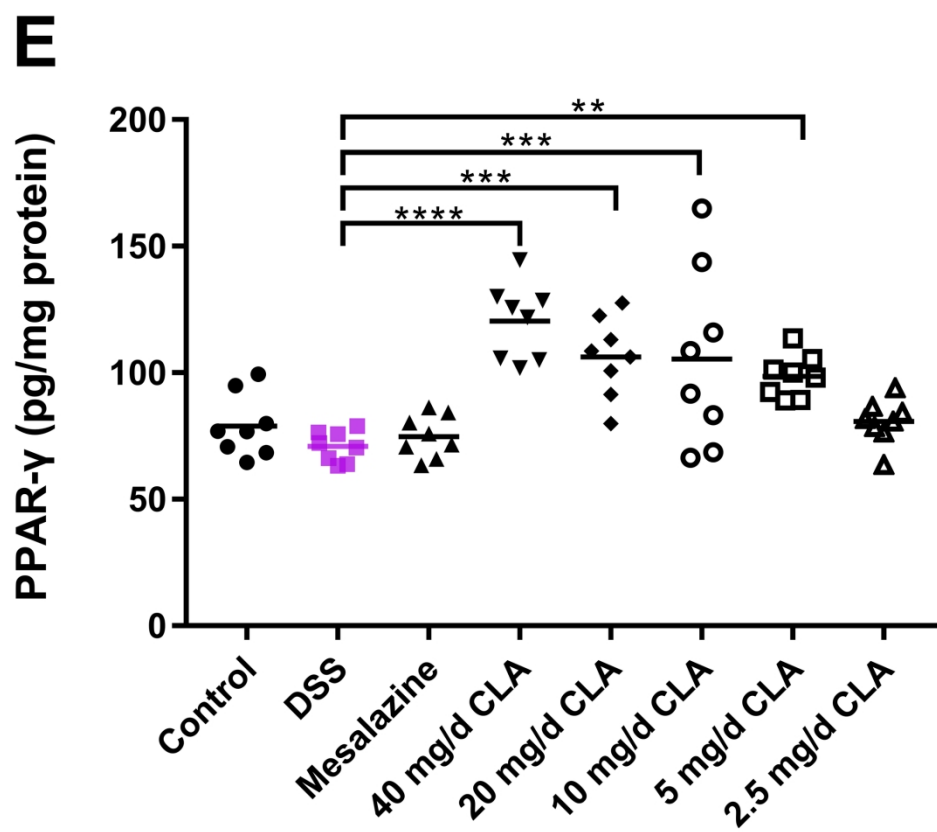 E
PPAR-γ (pg/mg protein)
200
150
100
50
0
**
***
***
****
Control
DSS
Mesalazine
40 mg/d CLA
20 mg/d CLA
10 mg/d CLA
5 mg/d CLA
2.5 mg/d CLA